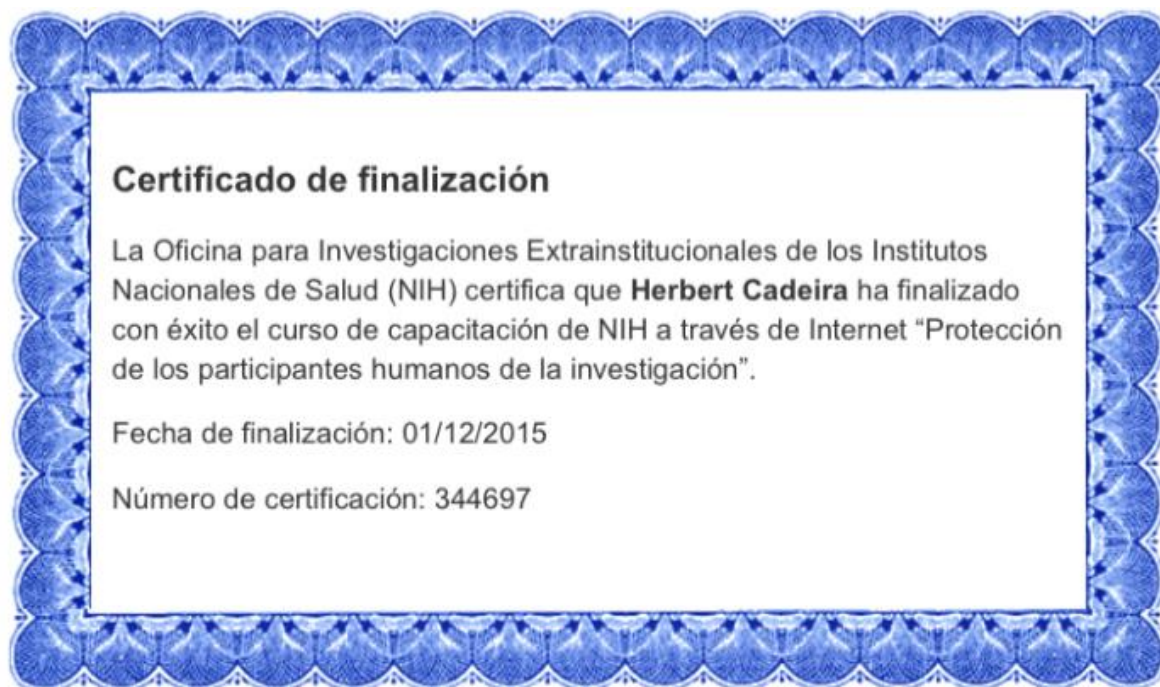 Certificado de finalización
La Oficina para Investigaciones Extrainstitucionales de los Institutos
Nacionales de Salud (NIH) certifica que Herbert Cadeira ha finalizado
con éxito el curso de capacitación de NIH a través de Internet “Protección
de los participantes humanos de la investigación”.
Fecha de finalización: 01/12/2015
Número de certificación: 344697